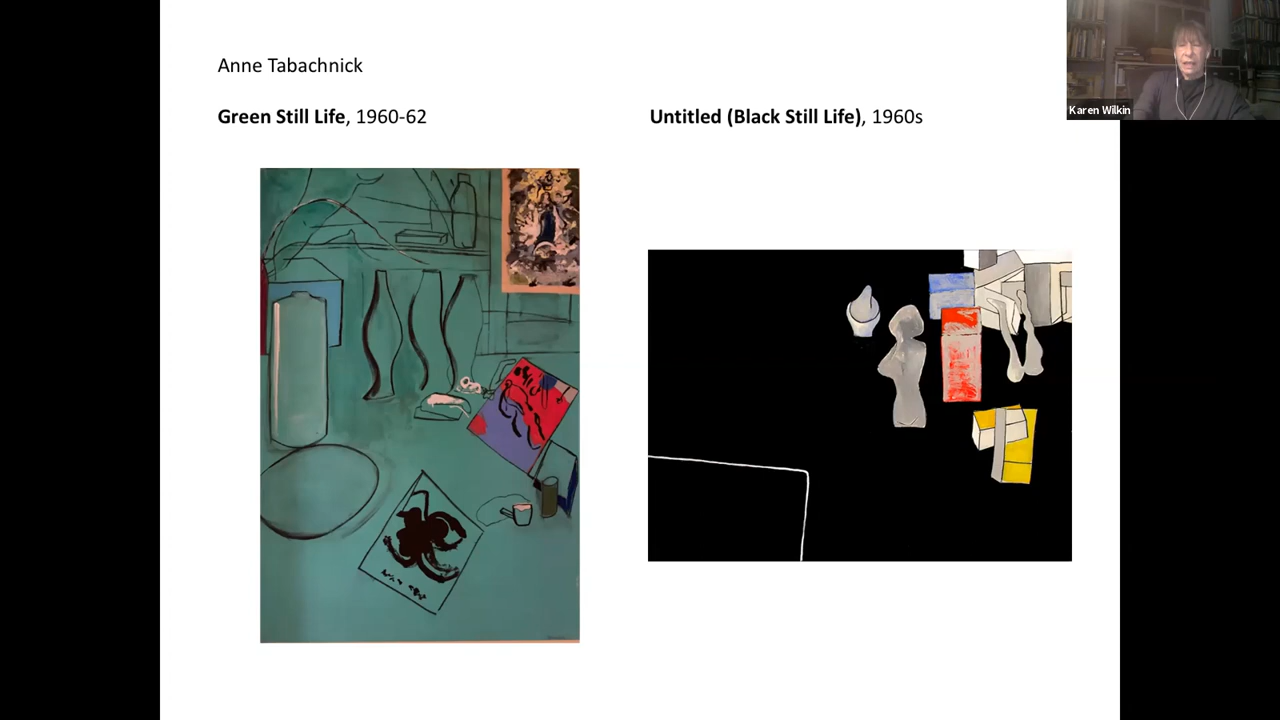 Anne Tabachnick
Green Still Life, 1960-62
Untitled (Black Still Life), 1960s
Karen Wilkin